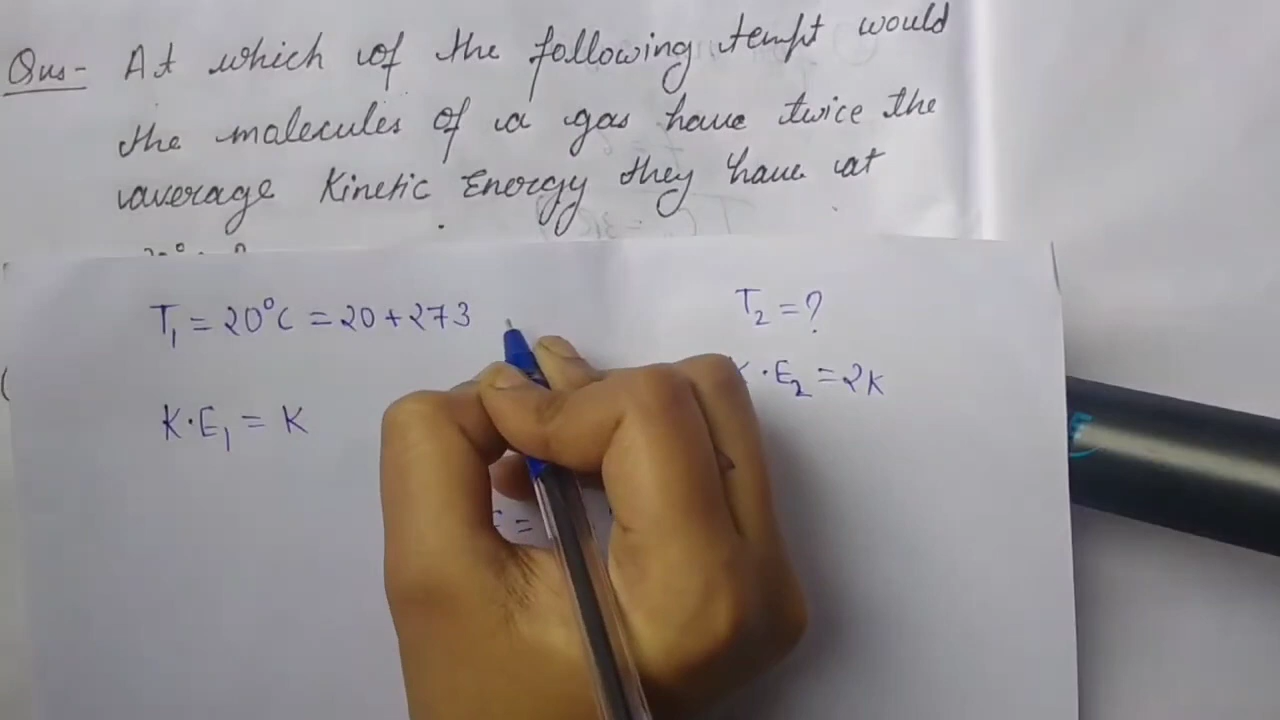 Qus- At which of the following tempt would
the molecules of a gas have twice the
average Kinetic Energy they have at
T₁ = 20°C = 20 + 273
T₂ = ?
K.E₁ = K
K.E₂ = 2K